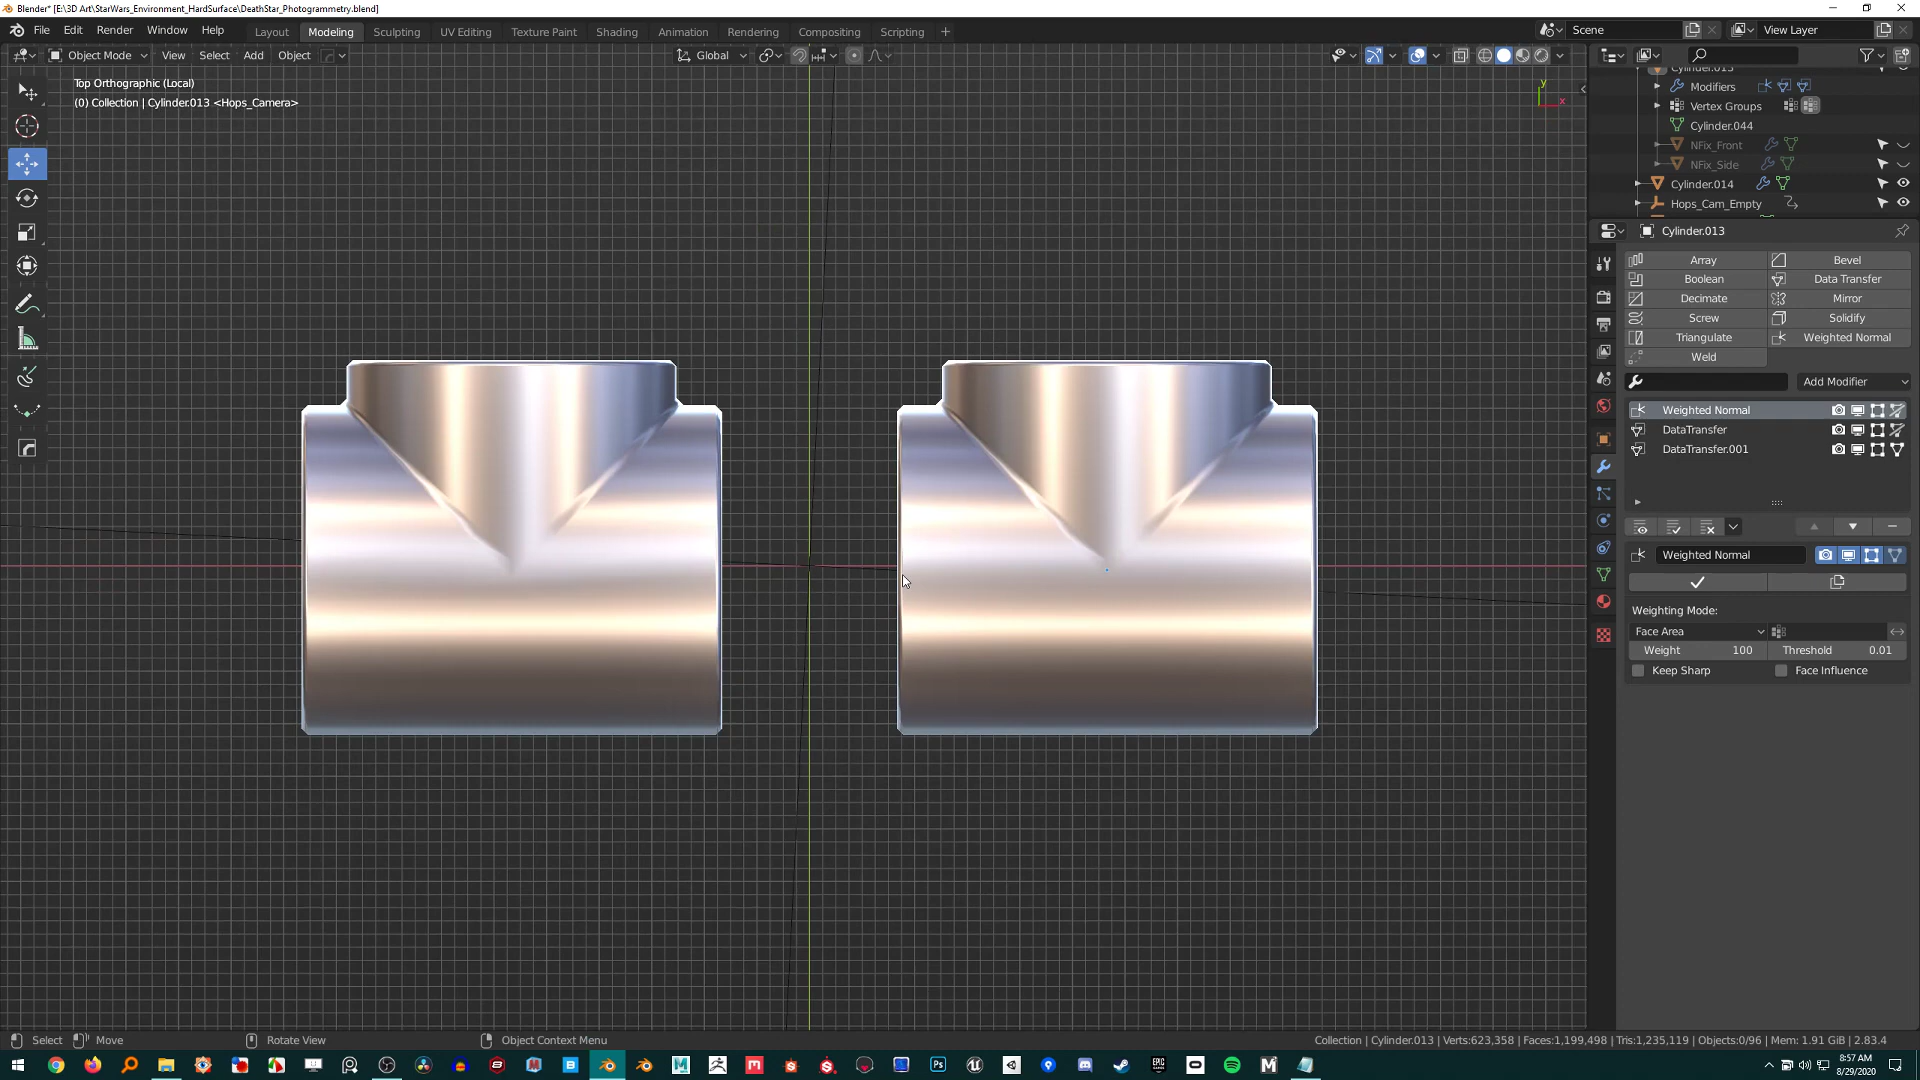 Blender* [E:\3D Art\StarWars_Environment_HardSurface\DeathStar_Photogrammetry.blend]
File Edit Render Window Help Layout Modeling Sculpting UV Editing Texture Paint Shading Animation Rendering Compositing Scripting + Scene View Layer
Object Mode View Select Add Object Global
Top Orthographic (Local)
(0) Collection | Cylinder.013 <Hops_Camera>
Y
X
Cylinder.013
Modifiers
Vertex Groups
Cylinder.044
NFix_Front
NFix_Side
Cylinder.014
Hops_Cam_Empty
Cylinder.013
Array Bevel
Boolean Data Transfer
Decimate Mirror
Screw Solidify
Triangulate Weighted Normal
Weld
Add Modifier
Weighted Normal
DataTransfer
DataTransfer.001
Weighted Normal
Weighting Mode:
Face Area
Weight 100 Threshold 0.01
Keep Sharp Face Influence
Select Move Rotate View Object Context Menu Collection | Cylinder.013 | Verts:623,358 | Faces:1,199,498 | Tris:1,235,119 | Objects:0/96 | Mem: 1.91 GiB | 2.83.4
8:57 AM
8/29/2020